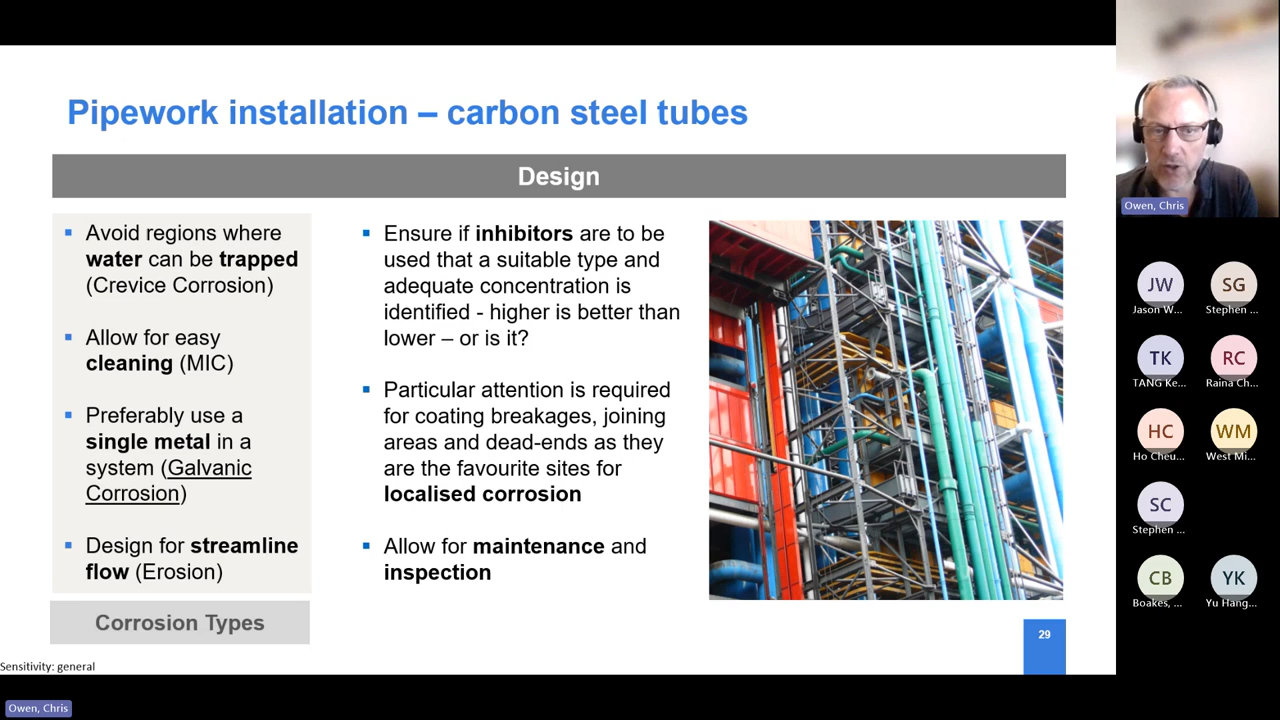 Pipework installation – carbon steel tubes
Design
Avoid regions where
water can be trapped
(Crevice Corrosion)
Allow for easy
cleaning (MIC)
Preferably use a
single metal in a
system (Galvanic
Corrosion)
Design for streamline
flow (Erosion)
Corrosion Types
Ensure if inhibitors are to be
used that a suitable type and
adequate concentration is
identified - higher is better than
lower – or is it?
Particular attention is required
for coating breakages, joining
areas and dead-ends as they
are the favourite sites for
localised corrosion
Allow for maintenance and
inspection
29
Sensitivity: general
Owen, Chris
Owen, Chris
JW
Jason W...
SG
Stephen ...
TK
TANG Ke...
RC
Raina Ch...
HC
Ho Cheu...
WM
West Mi...
SC
Stephen ...
CB
Boakes, ...
YK
Yu Hang...